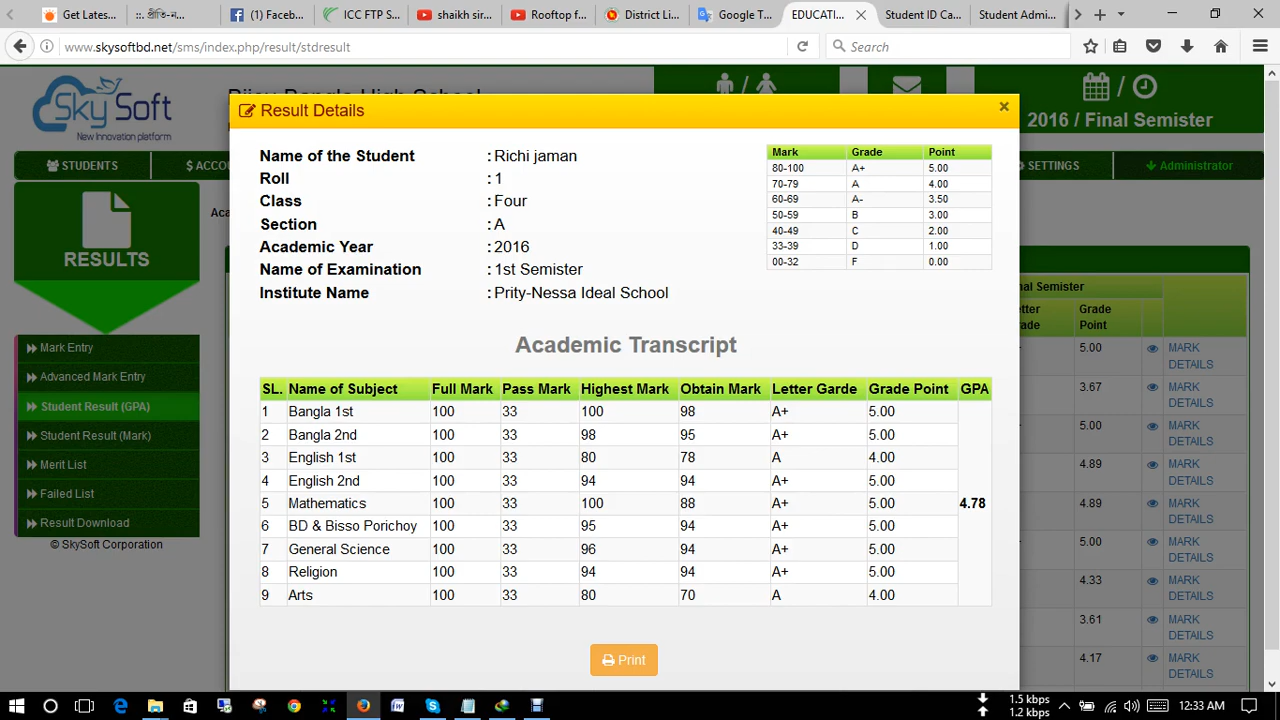 Get Lates...
::. প্রীতি-ন...
(1) Faceb...
ICC FTP S...
shaikh sir...
Rooftop f...
District Li...
Google T...
EDUCATI...
Student ID Ca...
Student Admi...
www.skysoftbd.net/sms/index.php/result/stdresult
Search
Sky Soft
New Innovation platform
Bijoy Bangla High School
2016 / Final Semister
STUDENTS
$ ACCOU
SETTINGS
Administrator
RESULTS
Aca
Mark Entry
Advanced Mark Entry
Student Result (GPA)
Student Result (Mark)
Merit List
Failed List
Result Download
© SkySoft Corporation
Result Details
×
Name of the Student : Richi jaman
Roll : 1
Class : Four
Section : A
Academic Year : 2016
Name of Examination : 1st Semister
Institute Name : Prity-Nessa Ideal School
Mark Grade Point
80-100 A+ 5.00
70-79 A 4.00
60-69 A- 3.50
50-59 B 3.00
40-49 C 2.00
33-39 D 1.00
00-32 F 0.00
Academic Transcript
SL. Name of Subject Full Mark Pass Mark Highest Mark Obtain Mark Letter Garde Grade Point GPA
1 Bangla 1st 100 33 100 98 A+ 5.00
2 Bangla 2nd 100 33 98 95 A+ 5.00
3 English 1st 100 33 80 78 A 4.00
4 English 2nd 100 33 94 94 A+ 5.00
5 Mathematics 100 33 100 88 A+ 5.00 4.78
6 BD & Bisso Porichoy 100 33 95 94 A+ 5.00
7 General Science 100 33 96 94 A+ 5.00
8 Religion 100 33 94 94 A+ 5.00
9 Arts 100 33 80 70 A 4.00
Print
nal Semister
tter
rade
Grade
Point
5.00 MARK
DETAILS
3.67 MARK
DETAILS
5.00 MARK
DETAILS
4.89 MARK
DETAILS
4.89 MARK
DETAILS
5.00 MARK
DETAILS
4.33 MARK
DETAILS
3.61 MARK
DETAILS
4.17 MARK
DETAILS
1.5 kbps
1.2 kbps
12:33 AM